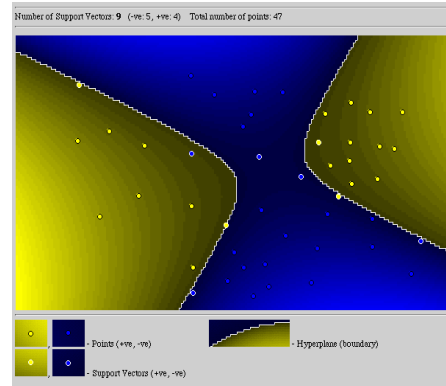 Number of Support Vectors: 9 (-ve: 5, +ve: 4) Total number of points: 47
, - Points (+ve, -ve)
- Hyperplane (boundary)
, - Support Vectors (+ve, -ve)